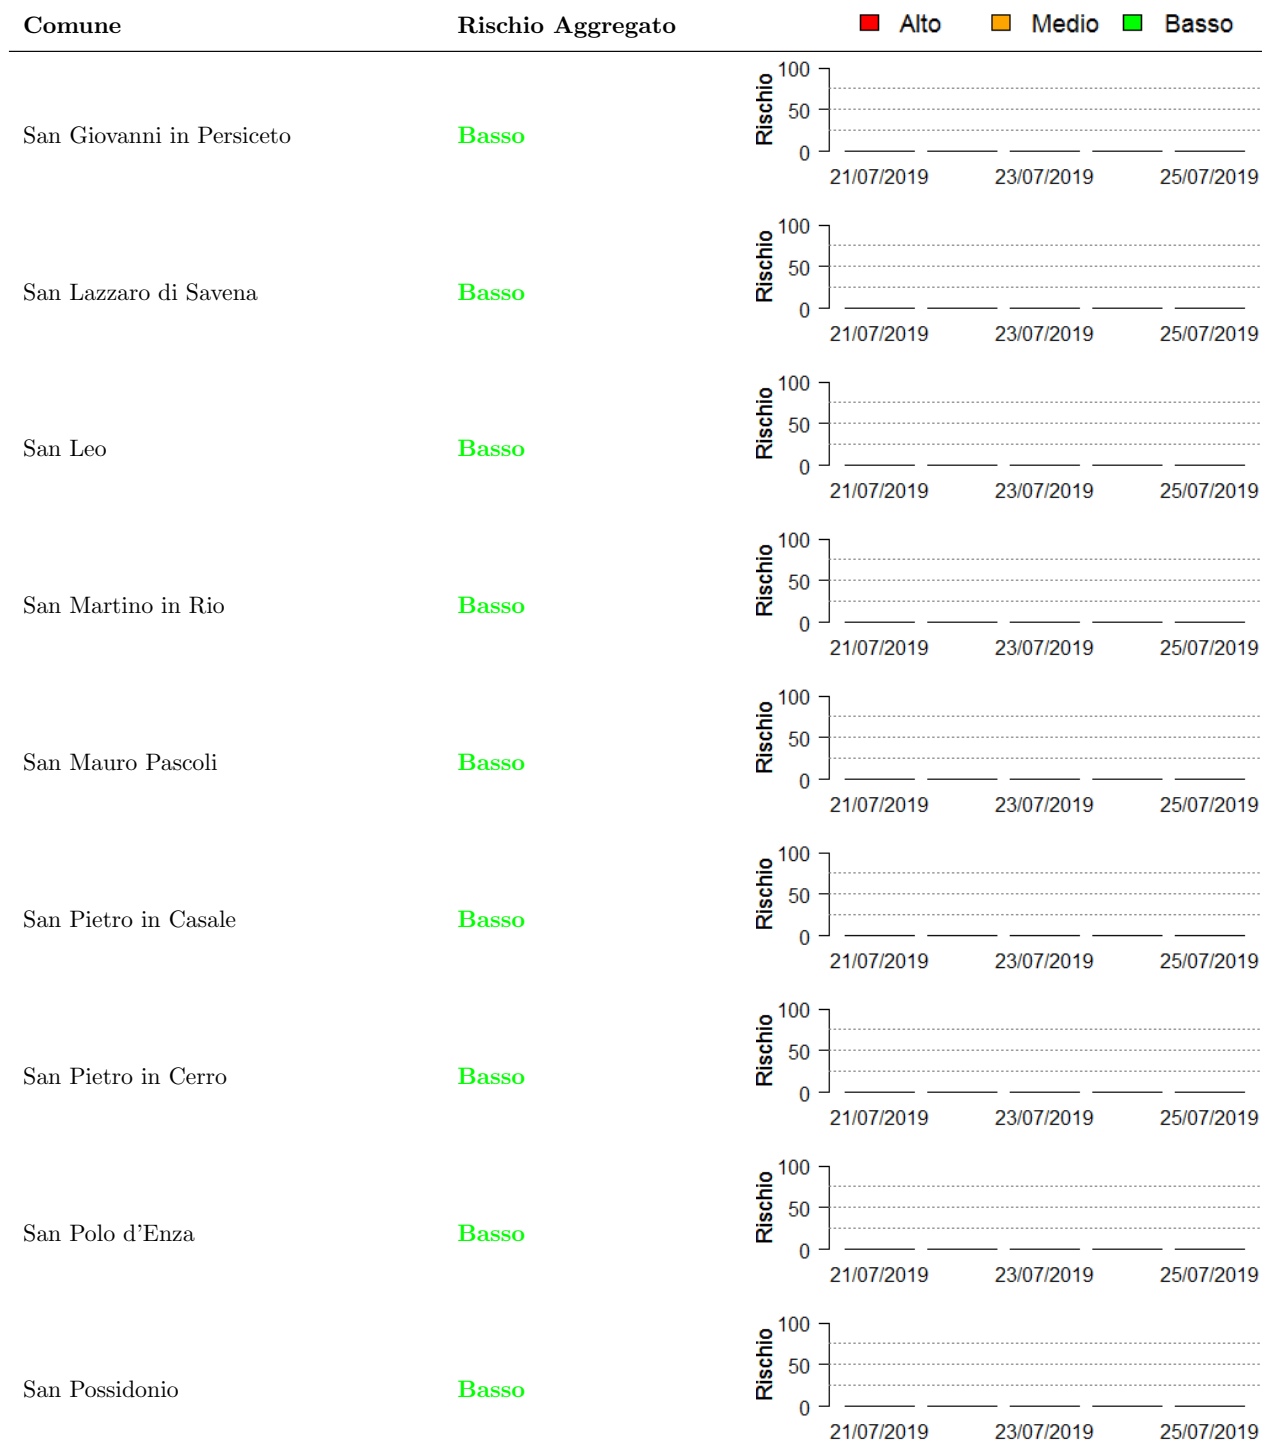 Comune Rischio Aggregato Alto Medio Basso
100
Rischio
50
San Giovanni in Persiceto Basso
0
21/07/2019 23/07/2019 25/07/2019
100
Rischio
50
San Lazzaro di Savena Basso
0
21/07/2019 23/07/2019 25/07/2019
100
Rischio
50
San Leo Basso
0
21/07/2019 23/07/2019 25/07/2019
100
Rischio
50
San Martino in Rio Basso
0
21/07/2019 23/07/2019 25/07/2019
100
Rischio
50
San Mauro Pascoli Basso
0
21/07/2019 23/07/2019 25/07/2019
100
Rischio
50
San Pietro in Casale Basso
0
21/07/2019 23/07/2019 25/07/2019
100
Rischio
50
San Pietro in Cerro Basso
0
21/07/2019 23/07/2019 25/07/2019
100
Rischio
50
San Polo d'Enza Basso
0
21/07/2019 23/07/2019 25/07/2019
100
Rischio
50
San Possidonio Basso
0
21/07/2019 23/07/2019 25/07/2019